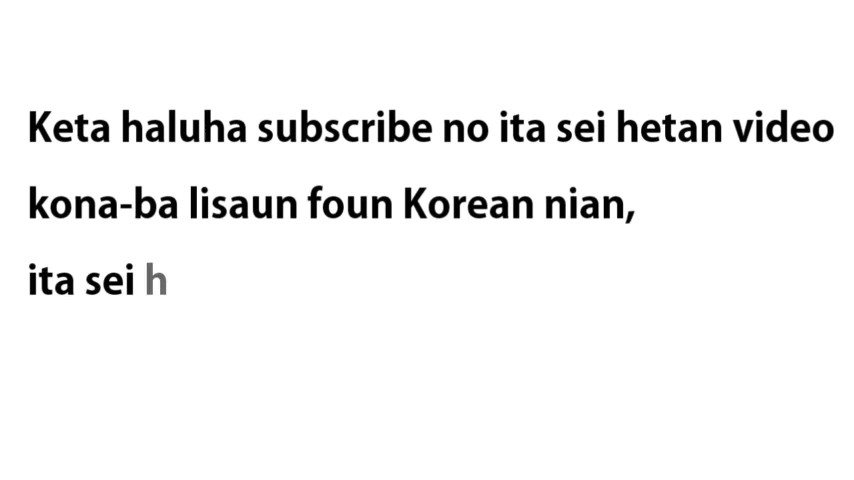 Keta haluha subscribe no ita sei hetan video
kona-ba lisaun foun Korean nian,
ita sei h